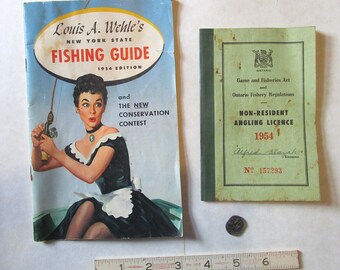 Louis A. Wehle's
NEW YORK STATE
FISHING GUIDE
1954 EDITION
and
THE NEW
CONSERVATION
CONTEST
Game and Fisheries Act
and
Ontario Fishery Regulations
NON-RESIDENT
ANGLING LICENCE
1954
Nº 157293
1 2 3 4 5 6